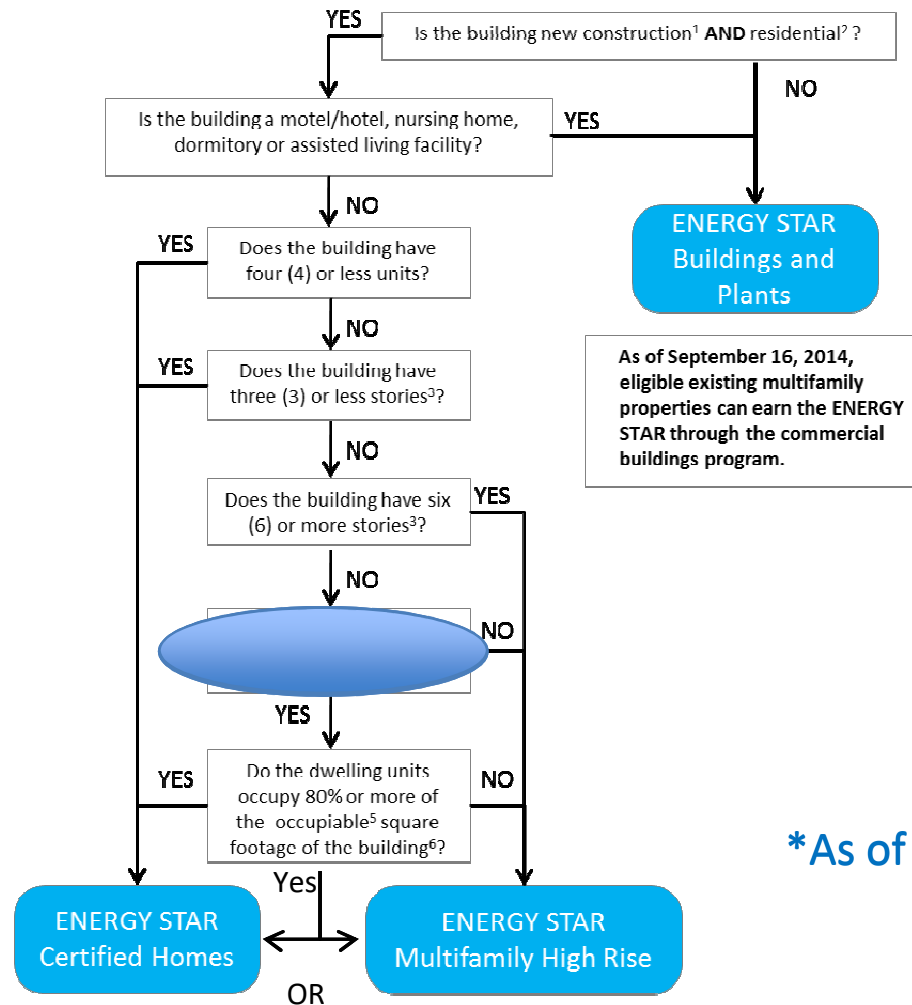 YES
Is the building new construction¹ AND residential² ?
NO
Is the building a motel/hotel, nursing home,
dormitory or assisted living facility?
YES
NO
ENERGY STAR
Buildings and
Plants
YES
Does the building have
four (4) or less units?
NO
As of September 16, 2014,
eligible existing multifamily
properties can earn the ENERGY
STAR through the commercial
buildings program.
YES
Does the building have
three (3) or less stories³?
NO
Does the building have six
(6) or more stories³?
YES
NO
NO
YES
YES
Do the dwelling units
occupy 80% or more of
the occupiable⁵ square
footage of the building⁶?
NO
*As of
Yes
ENERGY STAR
Certified Homes
ENERGY STAR
Multifamily High Rise
OR